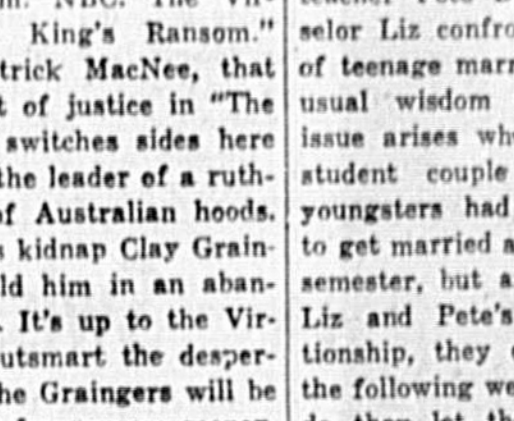 King's Ransom."
trick MacNee, that
t of justice in "The
switches sides here
the leader of a ruth-
of Australian hoods.
s kidnap Clay Grain-
ld him in an aban-
. It's up to the Vir-
utsmart the desper-
he Graingers will be
selor Liz confro
of teenage marr
usual wisdom
issue arises wh
student couple
youngsters had
to get married a
semester, but a
Liz and Pete's
tionship, they
the following we